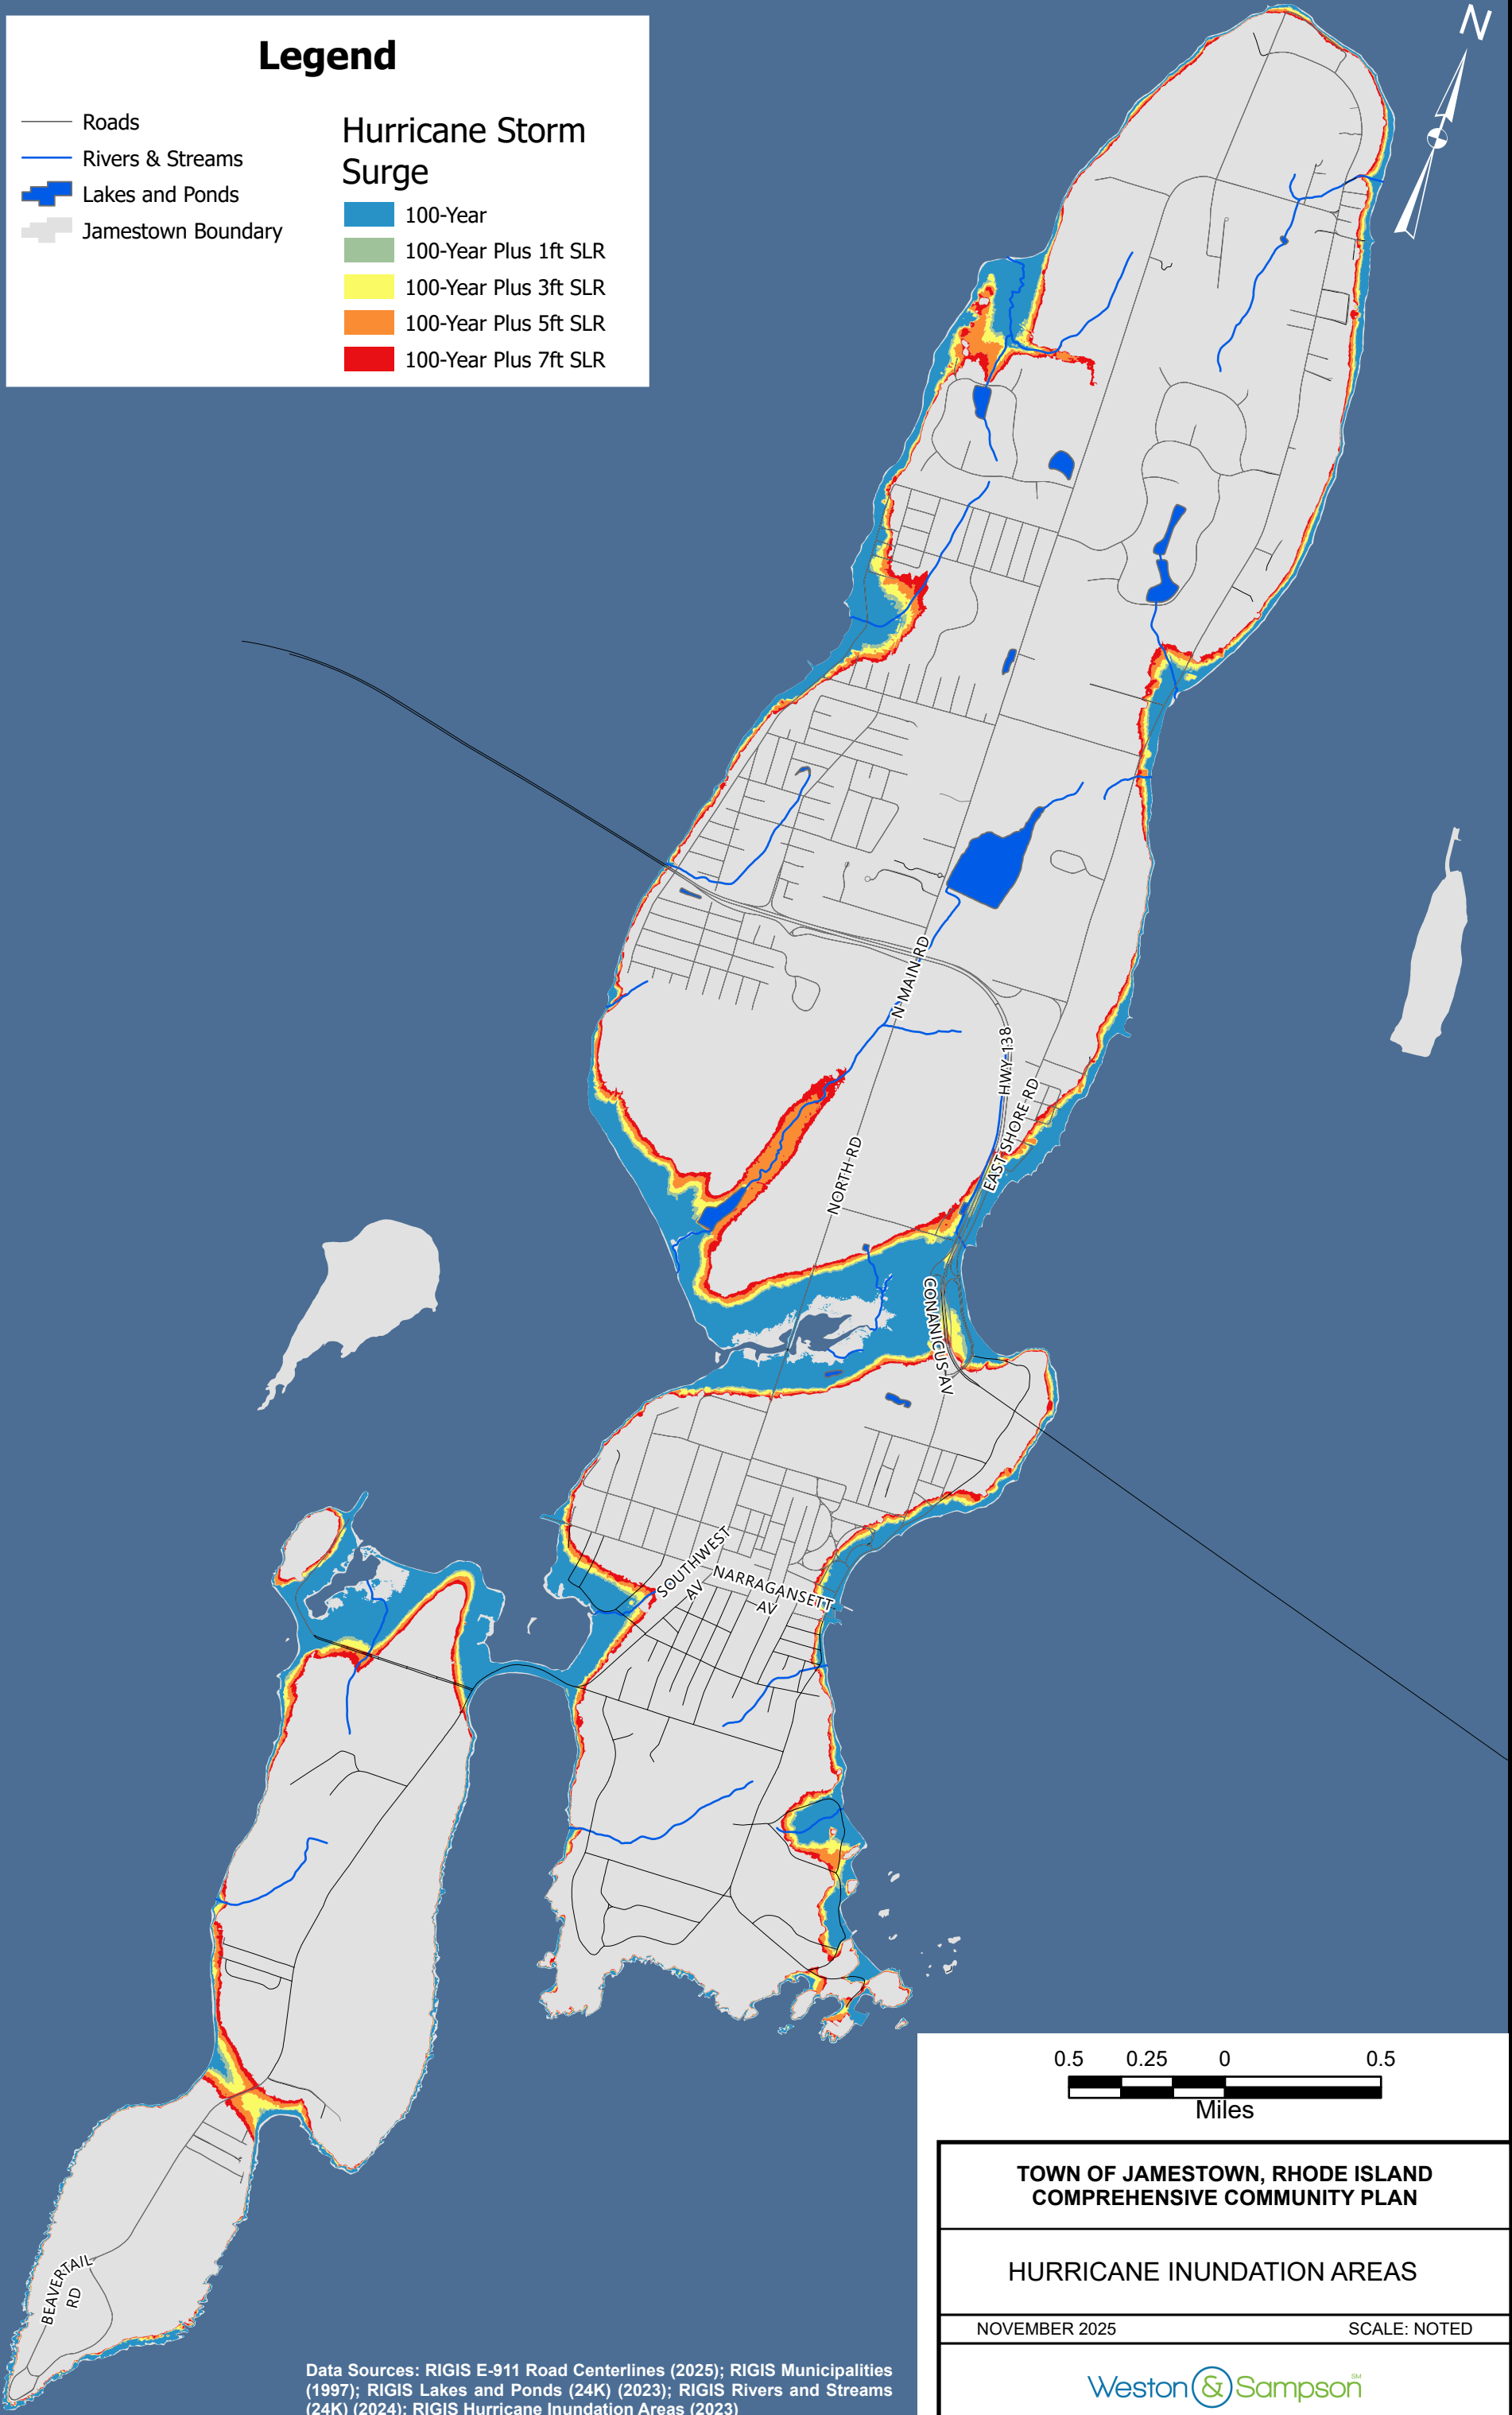 Legend
Roads
Rivers & Streams
Lakes and Ponds
Jamestown Boundary
Hurricane Storm
Surge
100-Year
100-Year Plus 1ft SLR
100-Year Plus 3ft SLR
100-Year Plus 5ft SLR
100-Year Plus 7ft SLR
N
N MAIN RD
HWY 138
EAST SHORE RD
NORTH RD
CONANICUS AV
SOUTHWEST
AV
NARRAGANSETT
AV
BEAVERTAIL
RD
0.5 0.25 0 0.5
Miles
TOWN OF JAMESTOWN, RHODE ISLAND
COMPREHENSIVE COMMUNITY PLAN
HURRICANE INUNDATION AREAS
NOVEMBER 2025 SCALE: NOTED
Weston & Sampson SM
Data Sources: RIGIS E-911 Road Centerlines (2025); RIGIS Municipalities
(1997); RIGIS Lakes and Ponds (24K) (2023); RIGIS Rivers and Streams
(24K) (2024); RIGIS Hurricane Inundation Areas (2023)